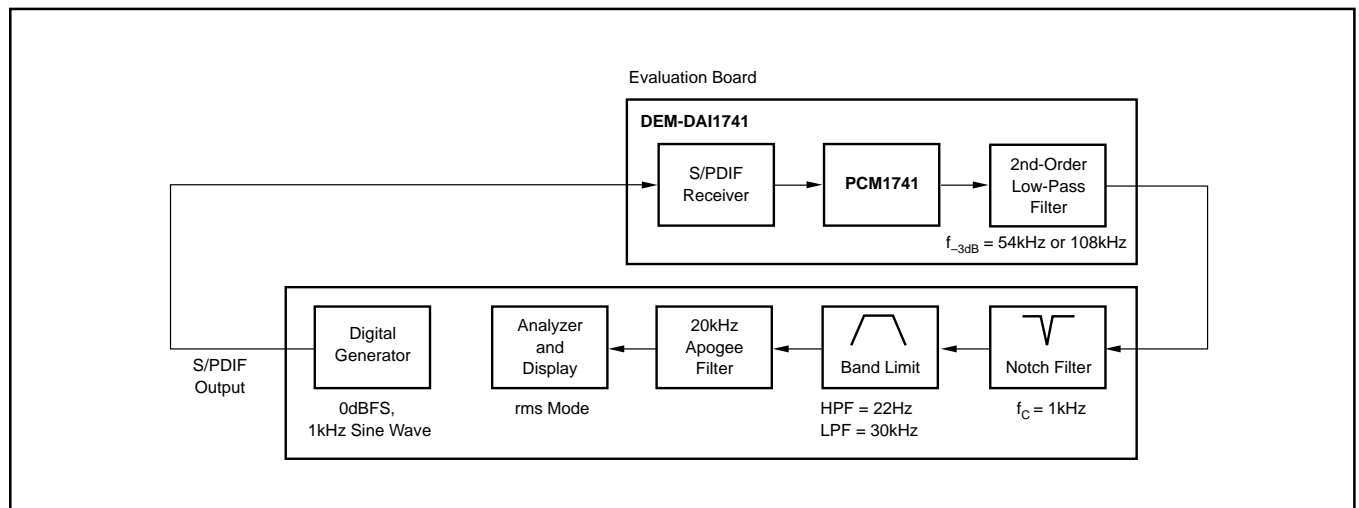 Evaluation Board
DEM-DAI1741
S/PDIF
Receiver
PCM1741
2nd-Order
Low-Pass
Filter
f–3dB = 54kHz or 108kHz
S/PDIF
Output
Digital
Generator
0dBFS,
1kHz Sine Wave
Analyzer
and
Display
rms Mode
20kHz
Apogee
Filter
Band Limit
HPF = 22Hz
LPF = 30kHz
Notch Filter
fC = 1kHz